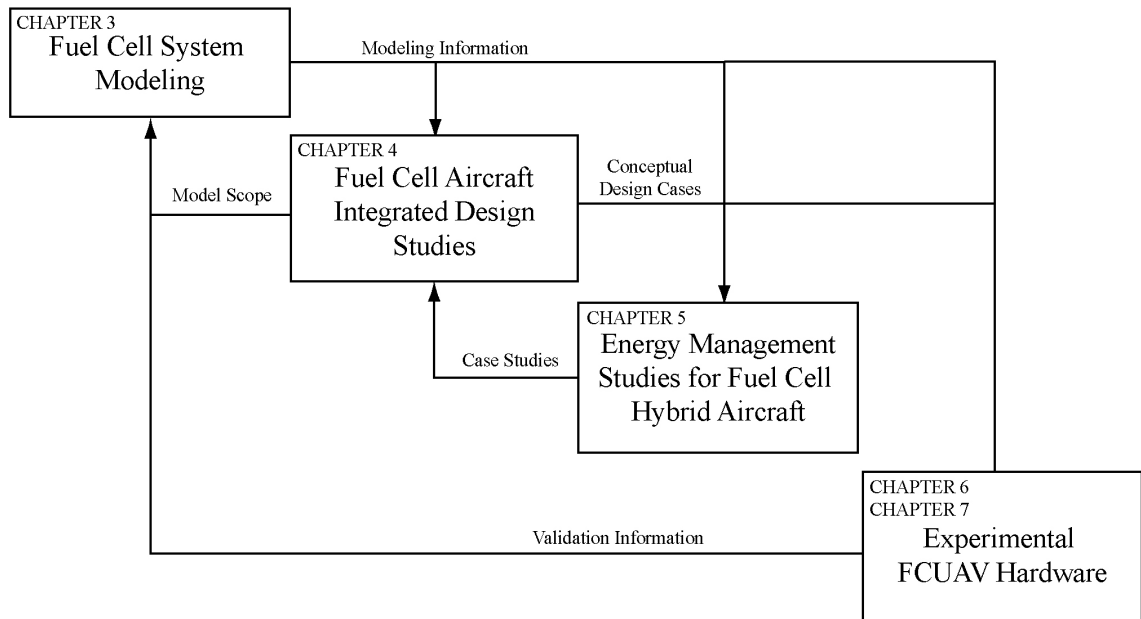 CHAPTER 3
Fuel Cell System
Modeling
Modeling Information
CHAPTER 4
Fuel Cell Aircraft
Integrated Design
Studies
Model Scope
Conceptual
Design Cases
CHAPTER 5
Energy Management
Studies for Fuel Cell
Hybrid Aircraft
Case Studies
CHAPTER 6
CHAPTER 7
Experimental
FCUAV Hardware
Validation Information